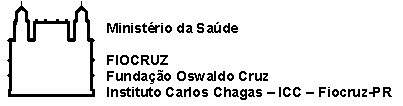 Ministério da Saúde
FIOCRUZ
Fundação Oswaldo Cruz
Instituto Carlos Chagas – ICC – Fiocruz-PR